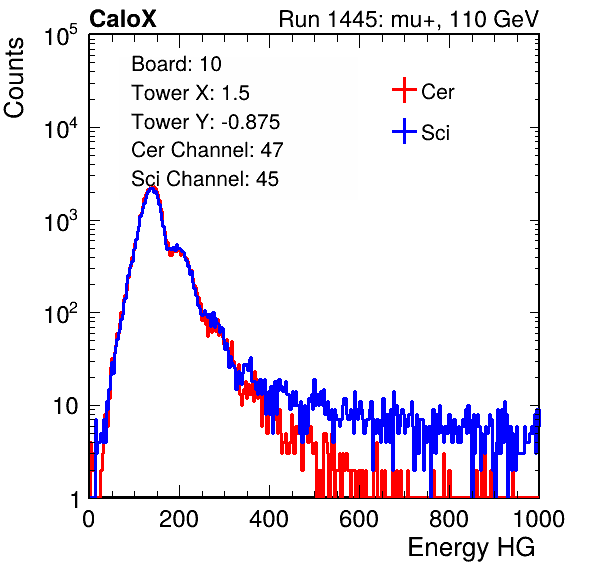 CaloX Run 1445: mu+, 110 GeV
Counts
Board: 10
Tower X: 1.5
Tower Y: -0.875
Cer Channel: 47
Sci Channel: 45
Cer
Sci
10^5
10^4
10^3
10^2
10
1
0 200 400 600 800 1000
Energy HG